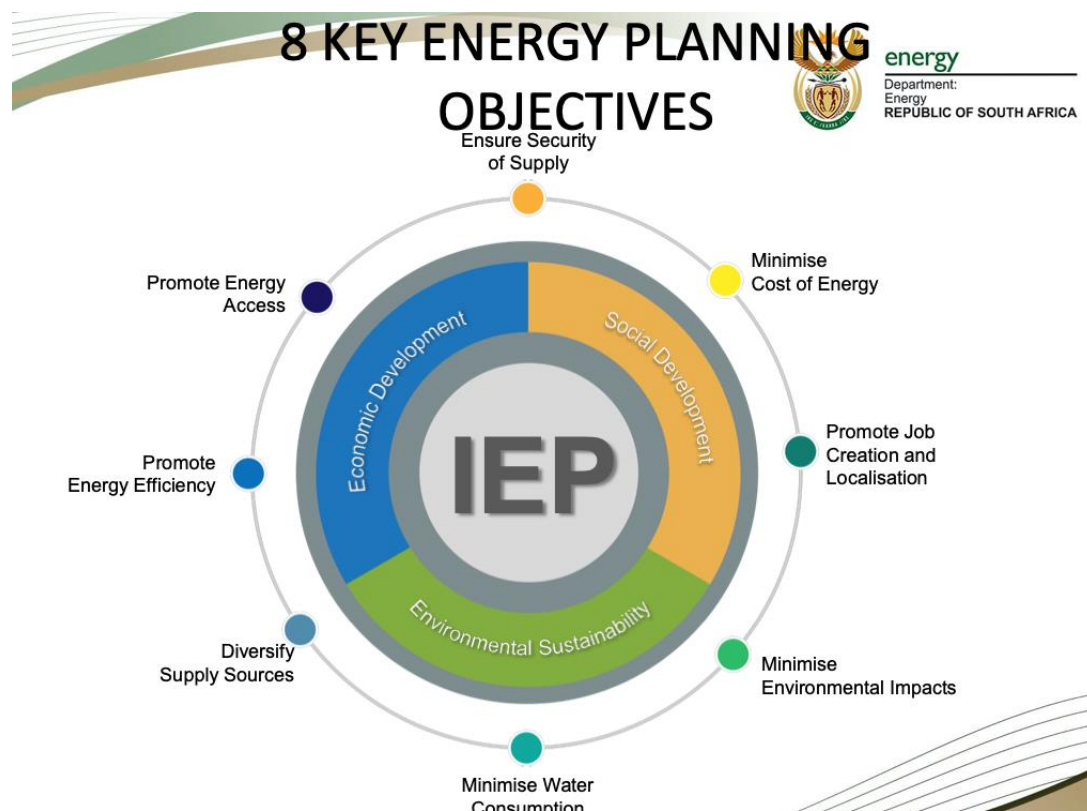 8 KEY ENERGY PLANNING
OBJECTIVES
energy
Department:
Energy
REPUBLIC OF SOUTH AFRICA
Ensure Security
of Supply
Minimise
Cost of Energy
Promote Job
Creation and
Localisation
Minimise
Environmental Impacts
Minimise Water
Consumption
Diversify
Supply Sources
Promote
Energy Efficiency
Promote Energy
Access
Economic Development
Social Development
Environmental Sustainability
IEP